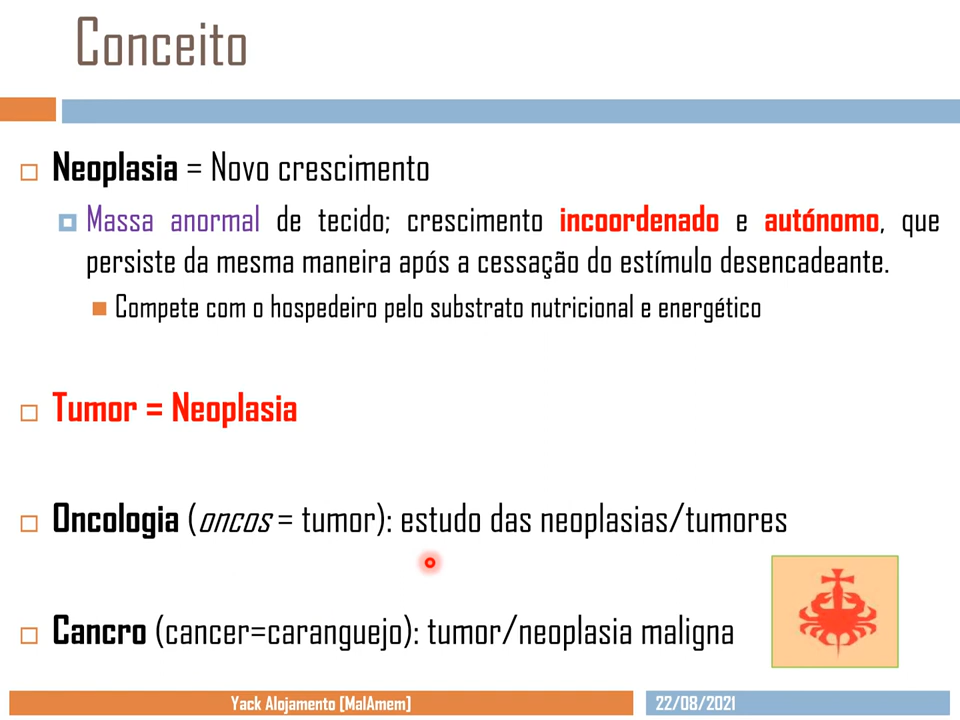 Conceito
Neoplasia = Novo crescimento
Massa anormal de tecido; crescimento incoordenado e autónomo, que
persiste da mesma maneira após a cessação do estímulo desencadeante.
Compete com o hospedeiro pelo substrato nutricional e energético
Tumor = Neoplasia
Oncologia (oncos = tumor): estudo das neoplasias/tumores
Cancro (cancer=caranguejo): tumor/neoplasia maligna
Yack Alojamento [MalAmem]
22/08/2021